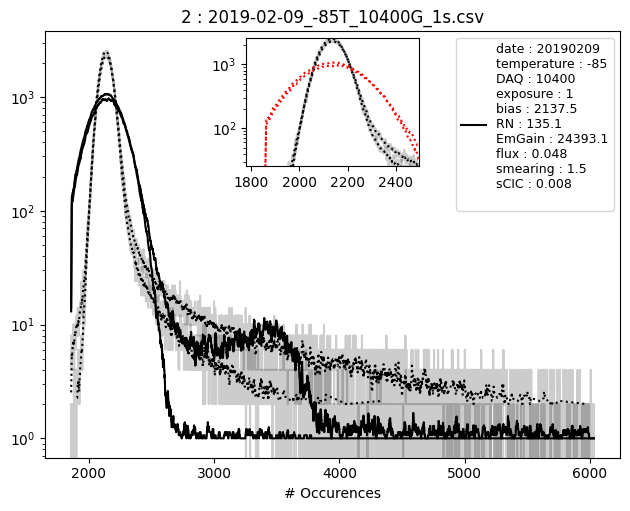 2 : 2019-02-09_-85T_10400G_1s.csv
date : 20190209
temperature : -85
DAQ : 10400
exposure : 1
bias : 2137.5
RN : 135.1
EmGain : 24393.1
flux : 0.048
smearing : 1.5
sCIC : 0.008
10³
10²
1800 2000 2200 2400
10³
10²
10¹
10⁰
2000 3000 4000 5000 6000
# Occurences